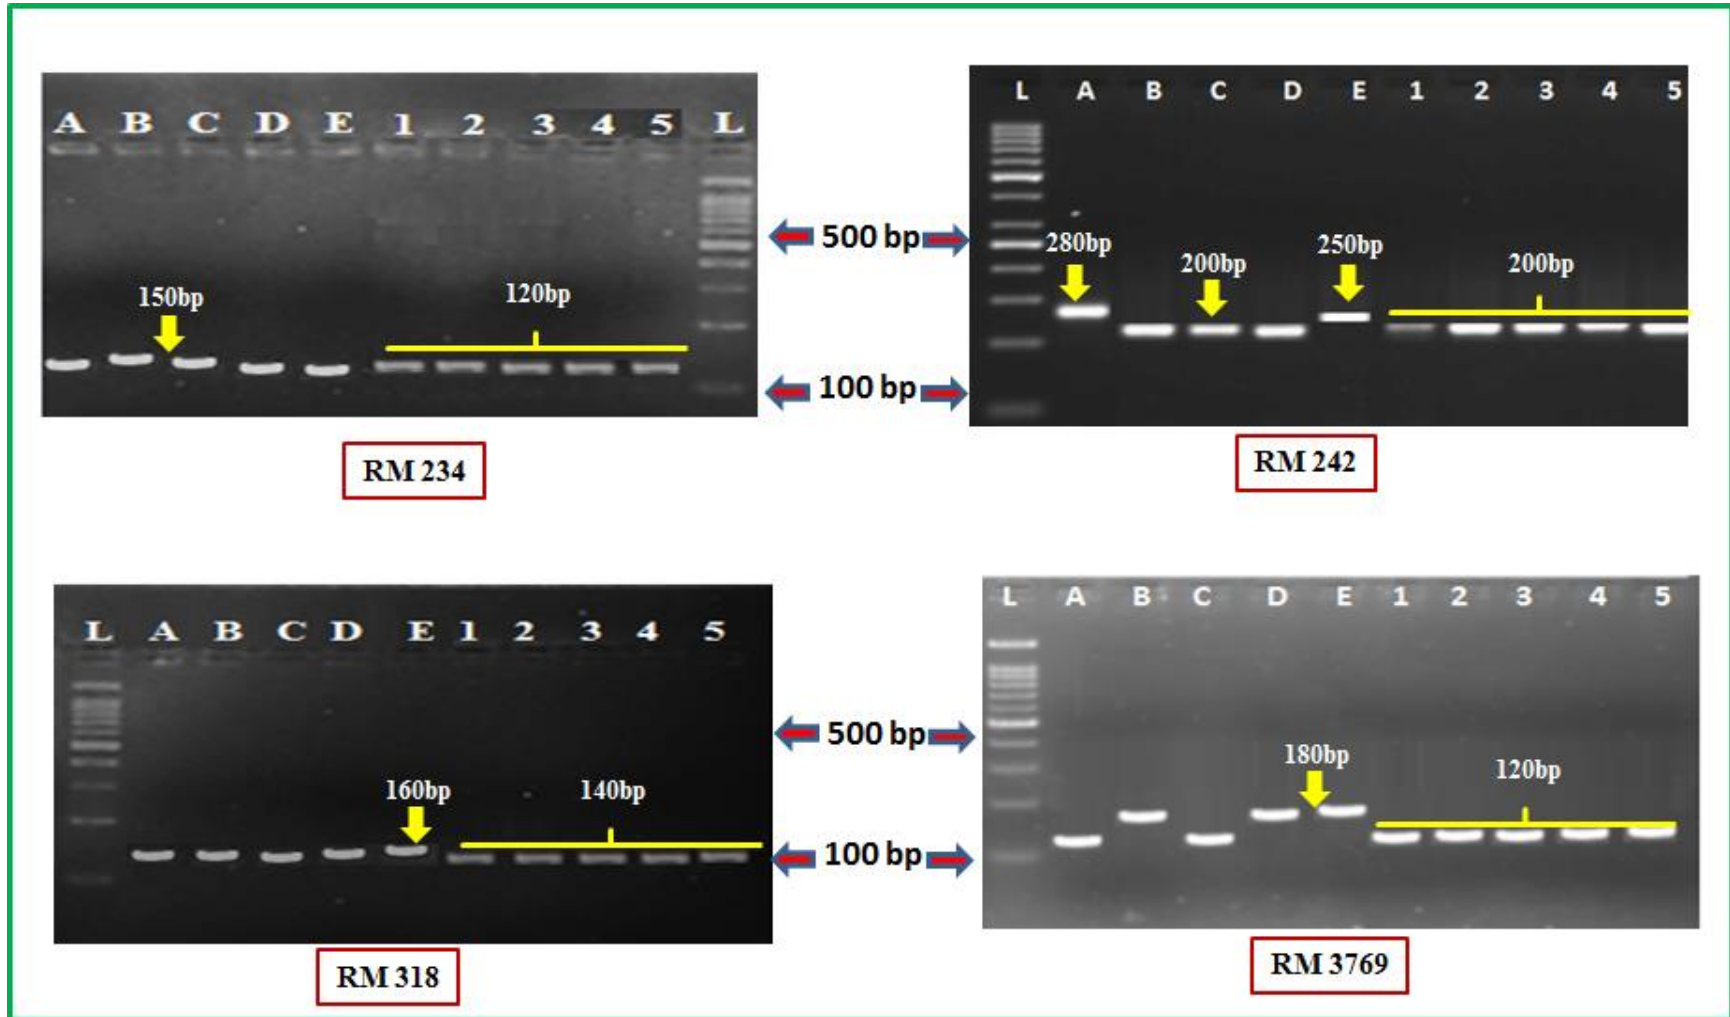 A B C D E 1 2 3 4 5 L
150bp
120bp
RM 234
500 bp
100 bp
L A B C D E 1 2 3 4 5
280bp
200bp
250bp
200bp
RM 242
L A B C D E 1 2 3 4 5
160bp
140bp
RM 318
500 bp
100 bp
L A B C D E 1 2 3 4 5
180bp
120bp
RM 3769